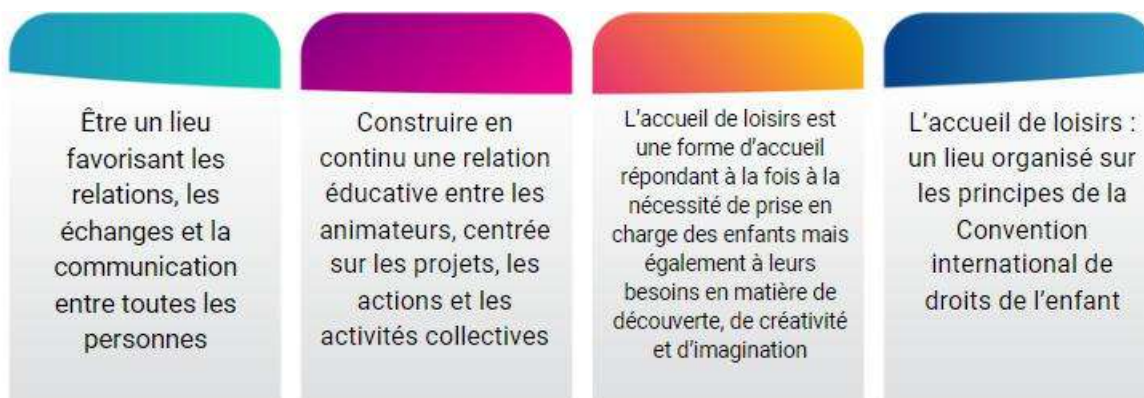 Être un lieu
favorisant les
relations, les
échanges et la
communication
entre toutes les
personnes
Construire en
continu une relation
éducative entre les
animateurs, centrée
sur les projets, les
actions et les
activités collectives
L'accueil de loisirs est
une forme d'accueil
répondant à la fois à la
nécessité de prise en
charge des enfants mais
également à leurs
besoins en matière de
découverte, de créativité
et d'imagination
L'accueil de loisirs :
un lieu organisé sur
les principes de la
Convention
international de
droits de l'enfant